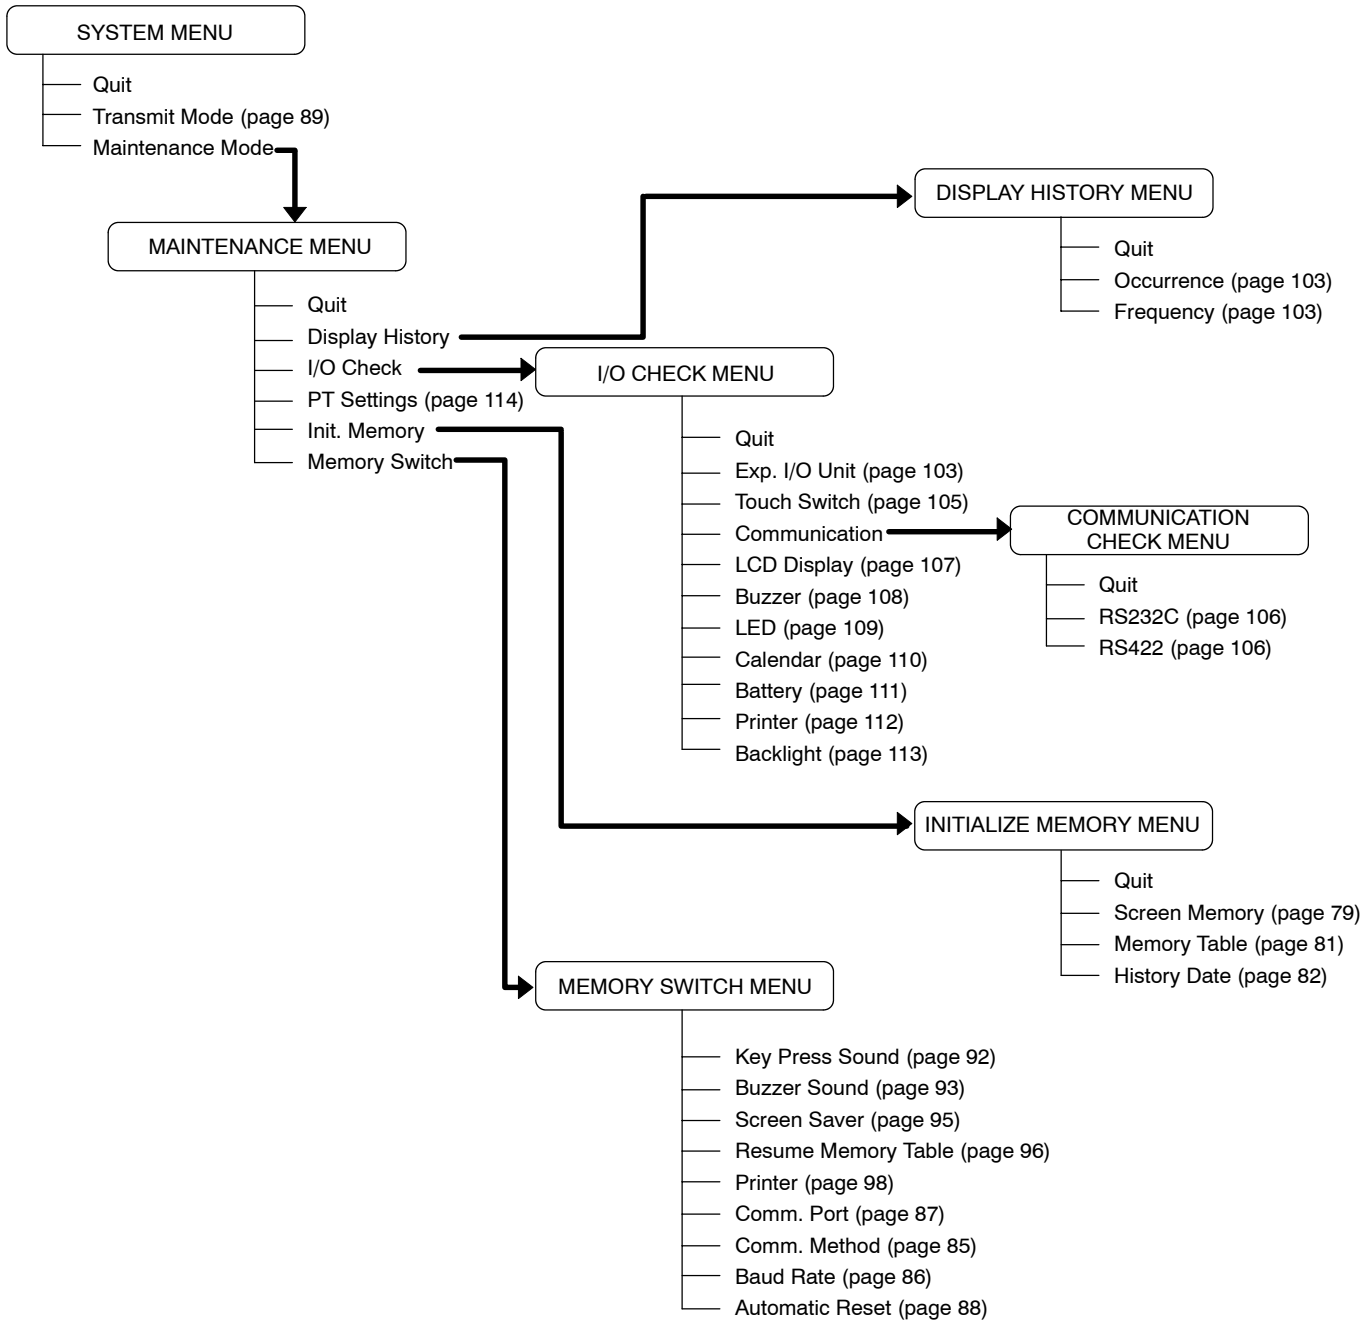 SYSTEM MENU
Quit
Transmit Mode (page 89)
Maintenance Mode
MAINTENANCE MENU
Quit
Display History
I/O Check
PT Settings (page 114)
Init. Memory
Memory Switch
DISPLAY HISTORY MENU
Quit
Occurrence (page 103)
Frequency (page 103)
I/O CHECK MENU
Quit
Exp. I/O Unit (page 103)
Touch Switch (page 105)
Communication
LCD Display (page 107)
Buzzer (page 108)
LED (page 109)
Calendar (page 110)
Battery (page 111)
Printer (page 112)
Backlight (page 113)
COMMUNICATION
CHECK MENU
Quit
RS232C (page 106)
RS422 (page 106)
INITIALIZE MEMORY MENU
Quit
Screen Memory (page 79)
Memory Table (page 81)
History Date (page 82)
MEMORY SWITCH MENU
Key Press Sound (page 92)
Buzzer Sound (page 93)
Screen Saver (page 95)
Resume Memory Table (page 96)
Printer (page 98)
Comm. Port (page 87)
Comm. Method (page 85)
Baud Rate (page 86)
Automatic Reset (page 88)